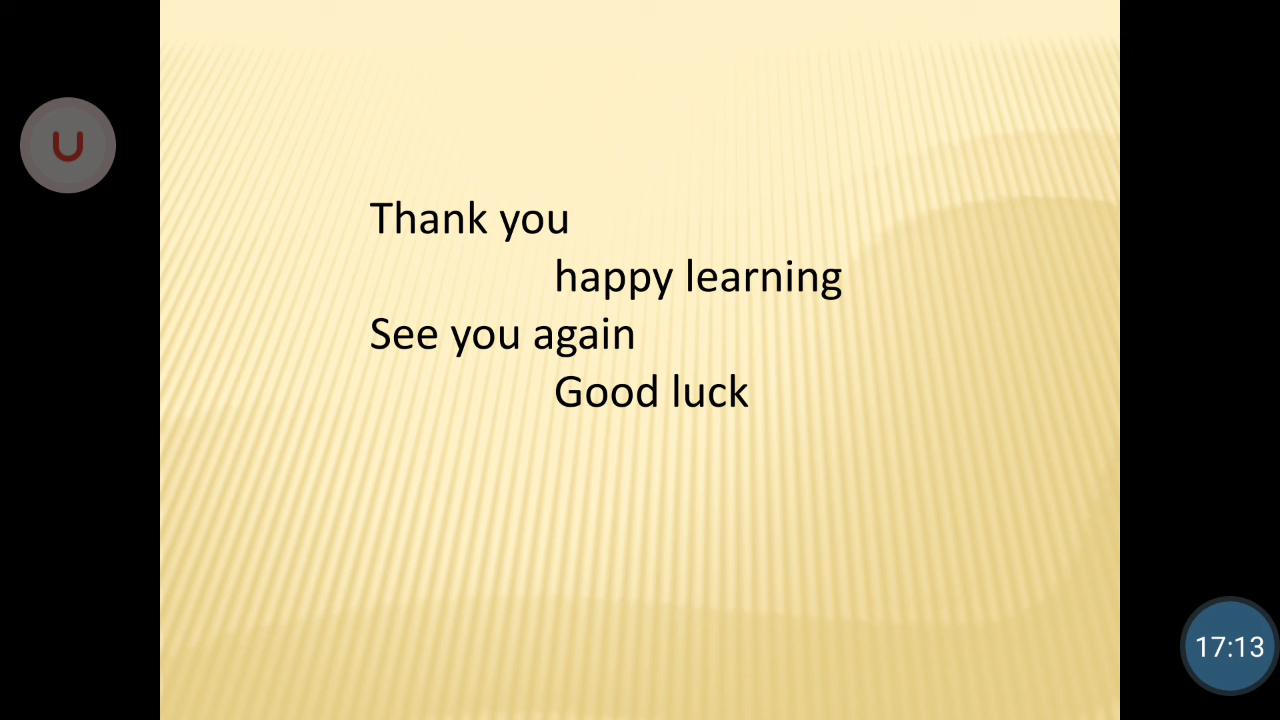 Thank you
happy learning
See you again
Good luck
U
17:13